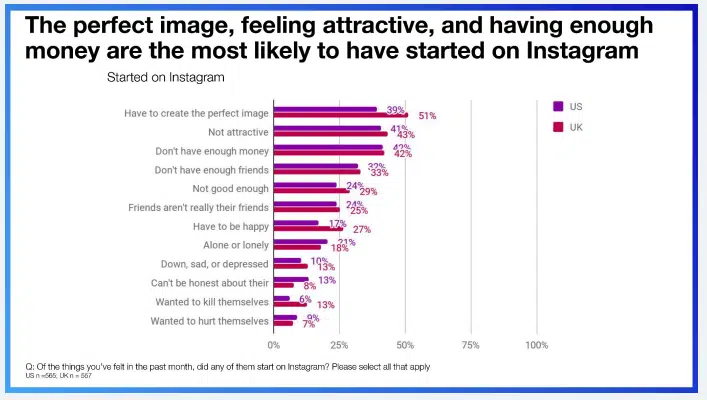 The perfect image, feeling attractive, and having enough
money are the most likely to have started on Instagram
Started on Instagram
US
UK
Have to create the perfect image 39% 51%
Not attractive 41% 43%
Don't have enough money 42% 42%
Don't have enough friends 32% 33%
Not good enough 24% 29%
Friends aren't really their friends 24% 25%
Have to be happy 17% 27%
Alone or lonely 21% 18%
Down, sad, or depressed 10% 13%
Can't be honest about their 13% 8%
Wanted to kill themselves 6% 13%
Wanted to hurt themselves 9% 7%
0% 25% 50% 75% 100%
Q: Of the things you've felt in the past month, did any of them start on Instagram? Please select all that apply
US n =565; UK n = 557